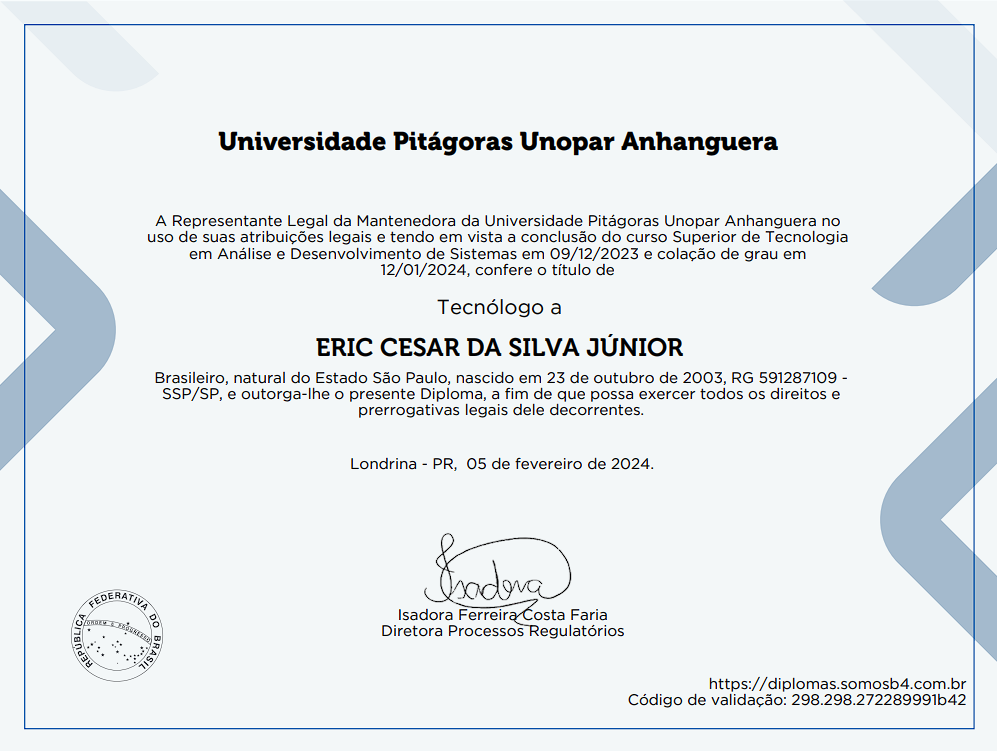 Universidade Pitágoras Unopar Anhanguera
A Representante Legal da Mantenedora da Universidade Pitágoras Unopar Anhanguera no
uso de suas atribuições legais e tendo em vista a conclusão do curso Superior de Tecnologia
em Análise e Desenvolvimento de Sistemas em 09/12/2023 e colação de grau em
12/01/2024, confere o título de
Tecnólogo a
ERIC CESAR DA SILVA JÚNIOR
Brasileiro, natural do Estado São Paulo, nascido em 23 de outubro de 2003, RG 591287109 -
SSP/SP, e outorga-lhe o presente Diploma, a fim de que possa exercer todos os direitos e
prerrogativas legais dele decorrentes.
Londrina - PR, 05 de fevereiro de 2024.
Isadora
Isadora Ferreira Costa Faria
Diretora Processos Regulatórios
REPÚBLICA FEDERATIVA DO BRASIL
ORDEM E PROGRESSO
https://diplomas.somosb4.com.br
Código de validação: 298.298.272289991b42